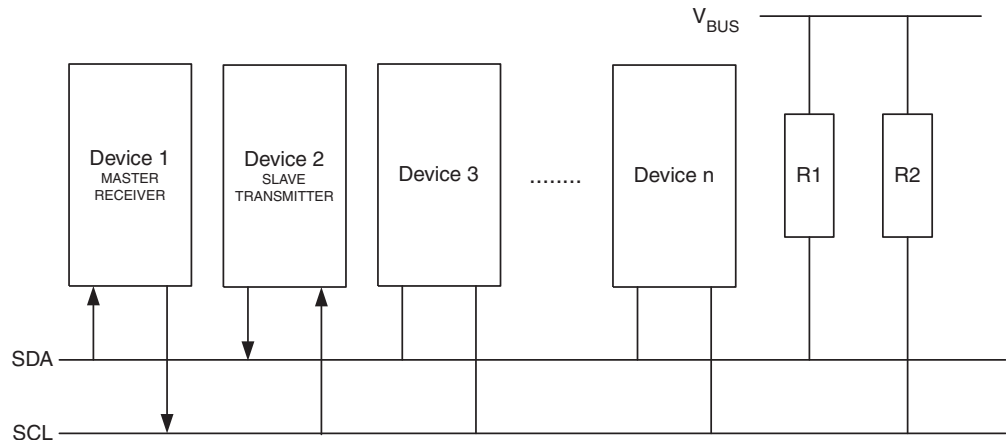 V_BUS
Device 1
MASTER
RECEIVER
Device 2
SLAVE
TRANSMITTER
Device 3
........
Device n
R1
R2
SDA
SCL